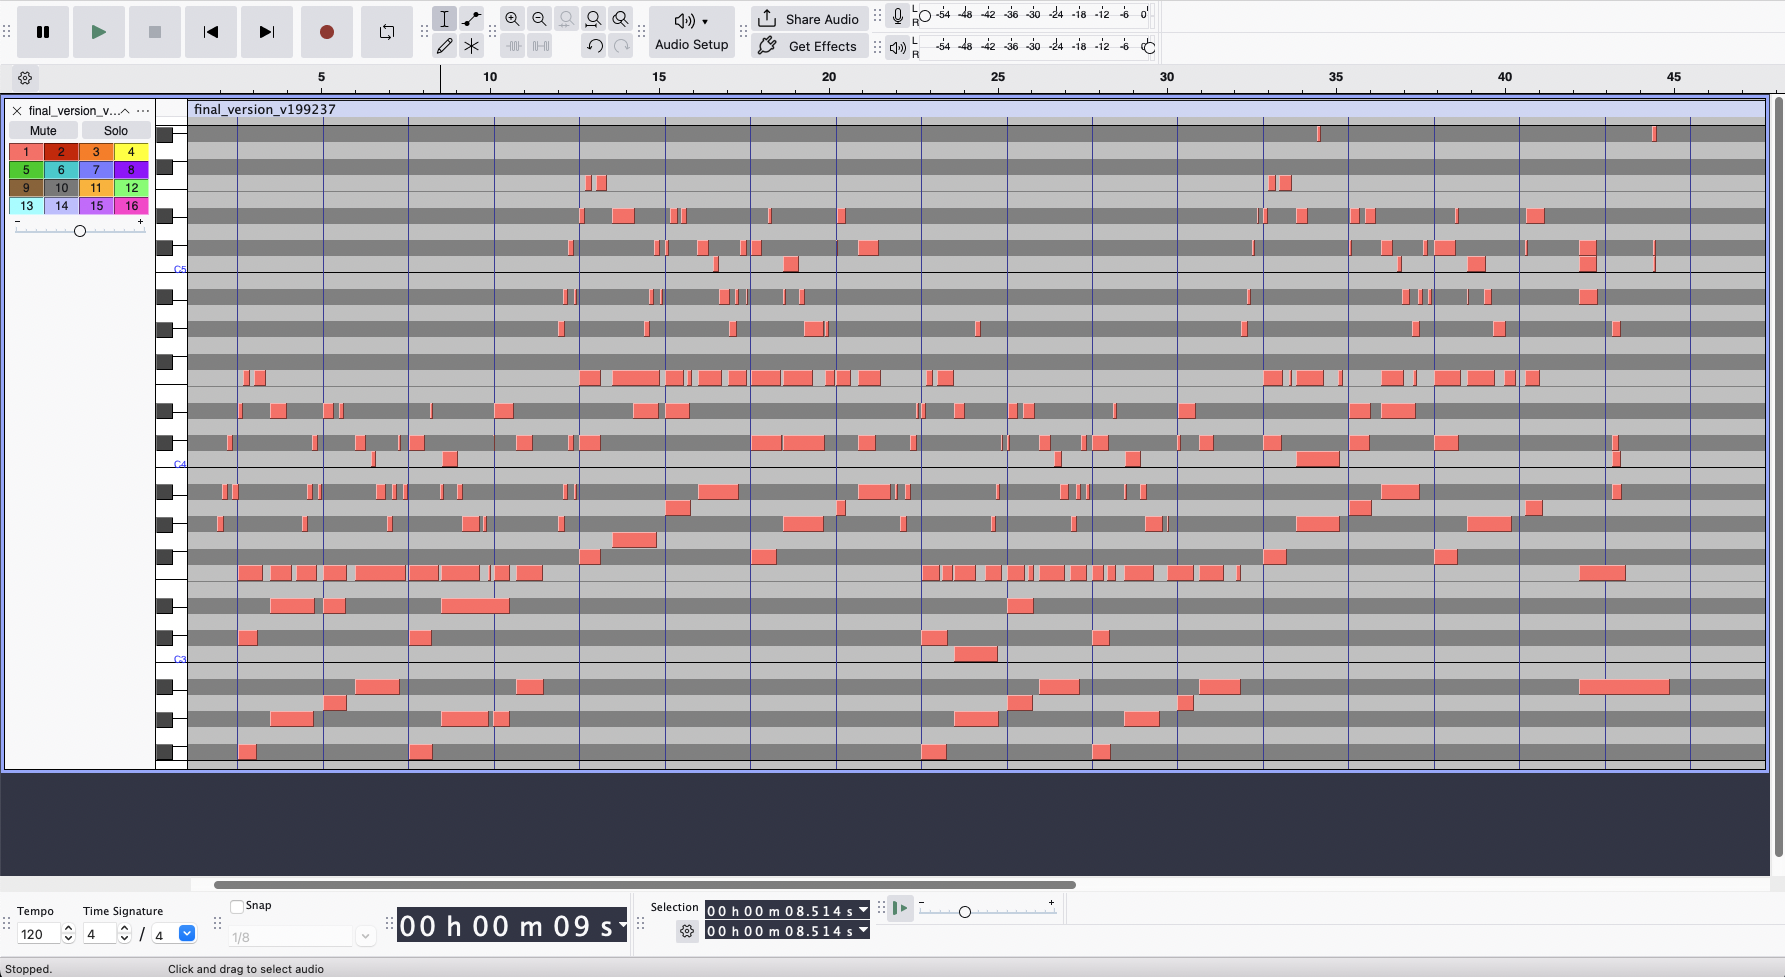 Audio Setup
Share Audio
Get Effects
L
R
-54 -48 -42 -36 -30 -24 -18 -12 -6 0
L
R
-54 -48 -42 -36 -30 -24 -18 -12 -6 0
5 10 15 20 25 30 35 40 45
final_version_v...
final_version_v199237
Mute Solo
1 2 3 4
5 6 7 8
9 10 11 12
13 14 15 16
- +
C5
C4
C3
Tempo
120
Time Signature
4 / 4
Snap
1/8
00 h 00 m 09 s
Selection
00 h 00 m 08.514 s
00 h 00 m 08.514 s
- +
Stopped.
Click and drag to select audio